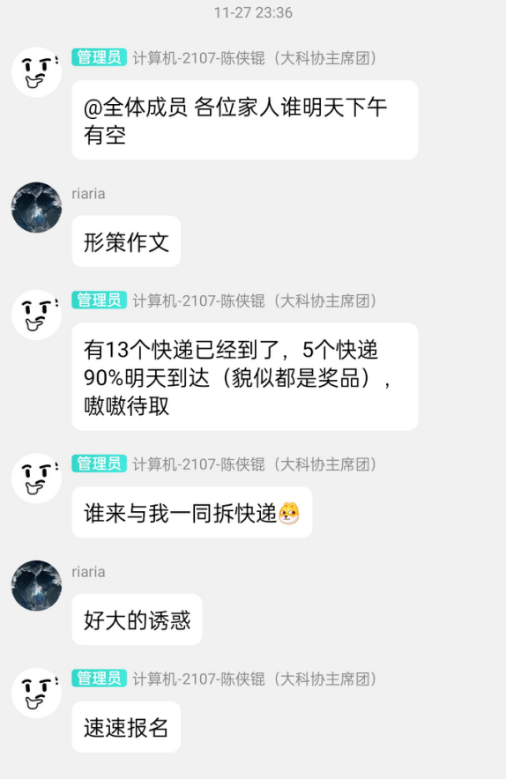 11-27 23:36
管理员 计算机-2107-陈侠锟（大科协主席团）
@全体成员 各位家人谁明天下午
有空
riaria
形策作文
管理员 计算机-2107-陈侠锟（大科协主席团）
有13个快递已经到了，5个快递
90%明天到达（貌似都是奖品），
嗷嗷待取
管理员 计算机-2107-陈侠锟（大科协主席团）
谁来与我一同拆快递
riaria
好大的诱惑
管理员 计算机-2107-陈侠锟（大科协主席团）
速速报名